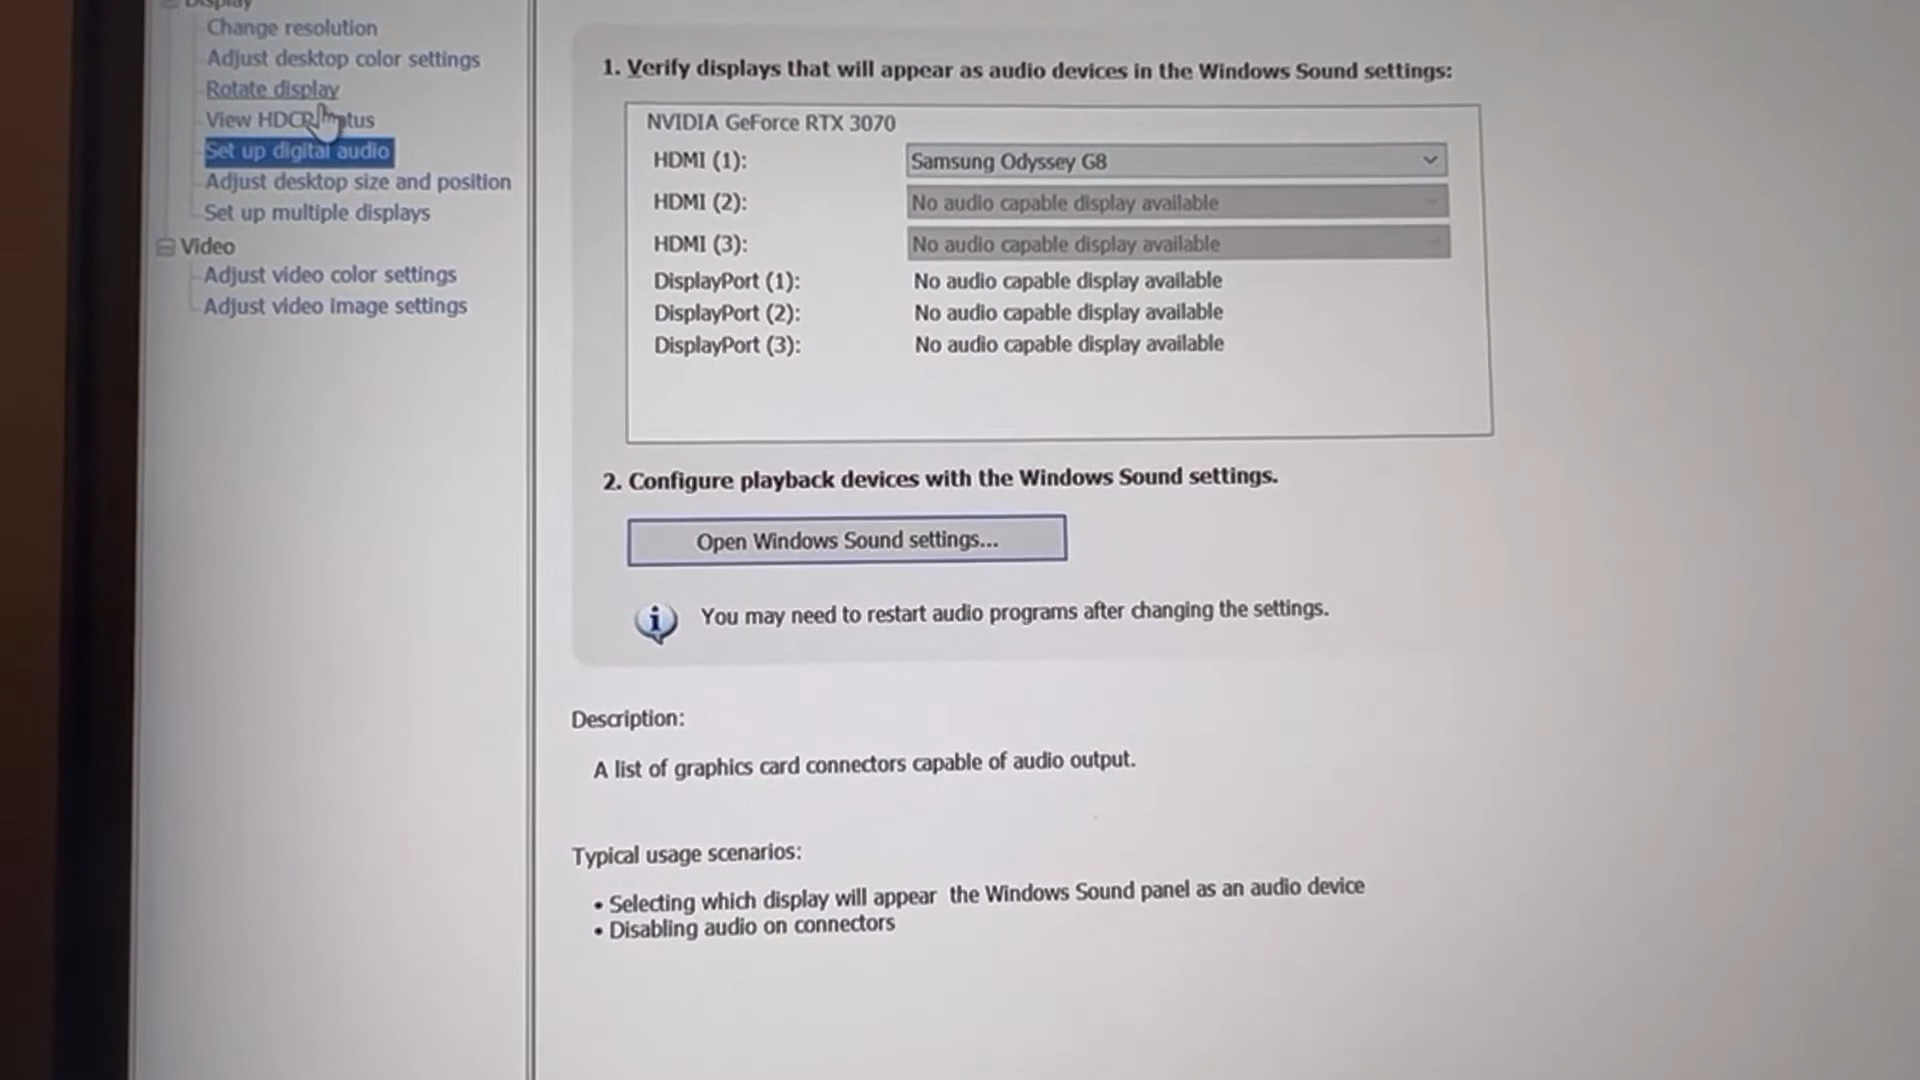 Display
Change resolution
Adjust desktop color settings
Rotate display
View HDCP status
Set up digital audio
Adjust desktop size and position
Set up multiple displays
Video
Adjust video color settings
Adjust video image settings
1. Verify displays that will appear as audio devices in the Windows Sound settings:
NVIDIA GeForce RTX 3070
HDMI (1): Samsung Odyssey G8
HDMI (2): No audio capable display available
HDMI (3): No audio capable display available
DisplayPort (1): No audio capable display available
DisplayPort (2): No audio capable display available
DisplayPort (3): No audio capable display available
2. Configure playback devices with the Windows Sound settings.
Open Windows Sound settings...
You may need to restart audio programs after changing the settings.
Description:
A list of graphics card connectors capable of audio output.
Typical usage scenarios:
• Selecting which display will appear the Windows Sound panel as an audio device
• Disabling audio on connectors